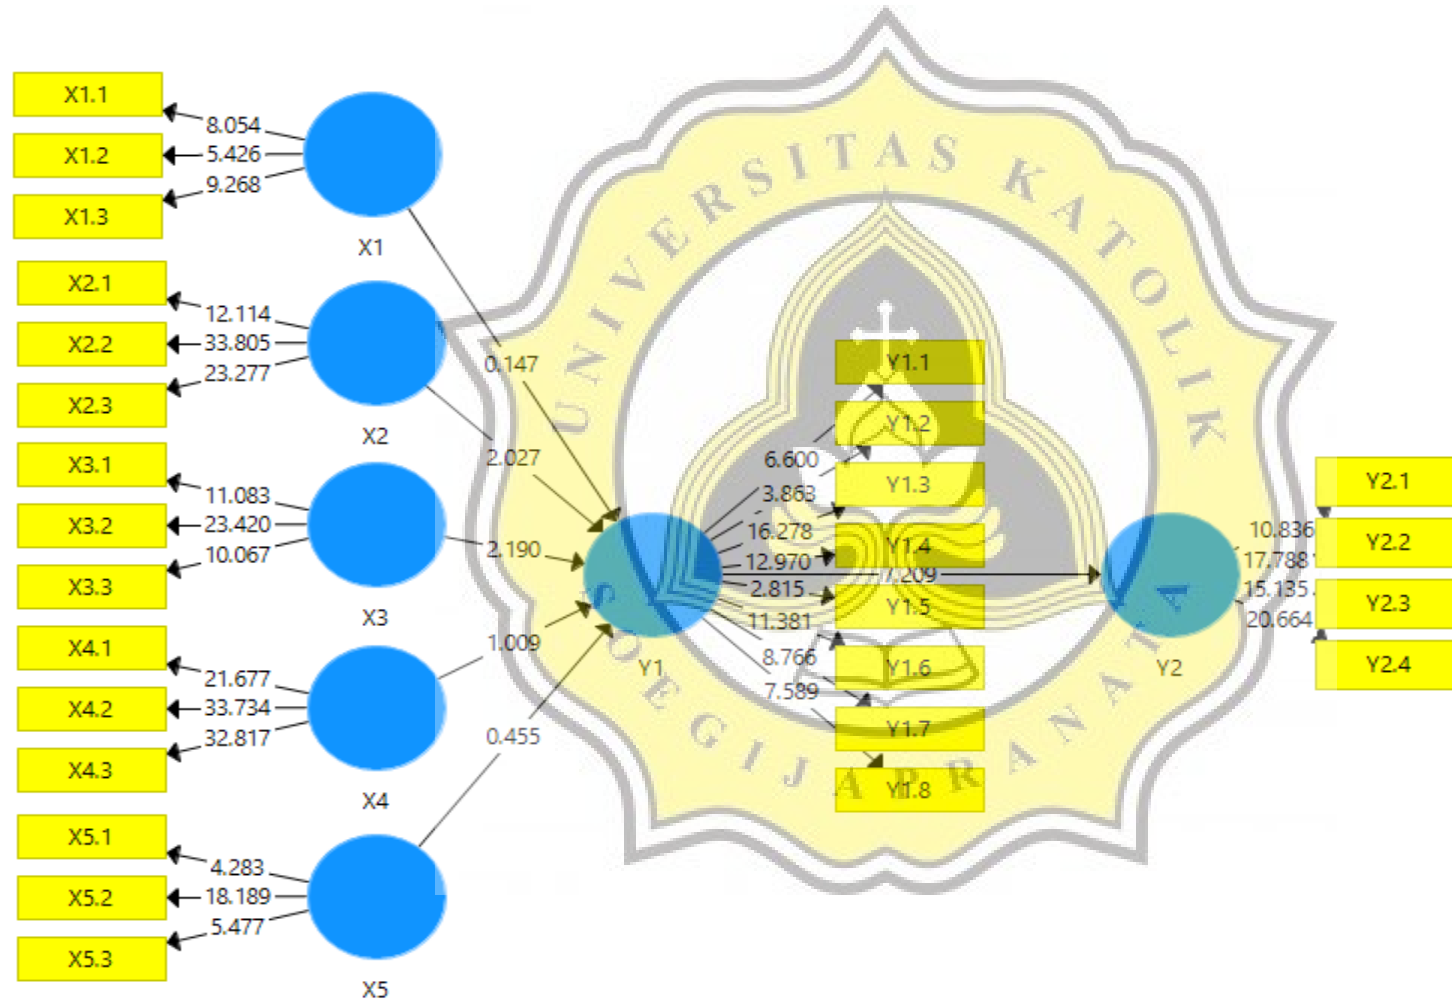 X1.1
X1.2
X1.3
8.054
5.426
9.268
X1
X2.1
X2.2
X2.3
12.114
33.805
23.277
X2
X3.1
X3.2
X3.3
11.083
23.420
10.067
X3
X4.1
X4.2
X4.3
21.677
33.734
32.817
X4
X5.1
X5.2
X5.3
4.283
18.189
5.477
X5
0.147
2.027
2.190
1.009
0.455
Y1
6.600
3.863
16.278
12.970
2.815
11.381
8.766
7.589
7.209
Y1.1
Y1.2
Y1.3
Y1.4
Y1.5
Y1.6
Y1.7
Y1.8
Y2
10.836
17.788
15.135
20.664
Y2.1
Y2.2
Y2.3
Y2.4
UNIVERSITAS KATOLIK
SOEGIJAPRANATA